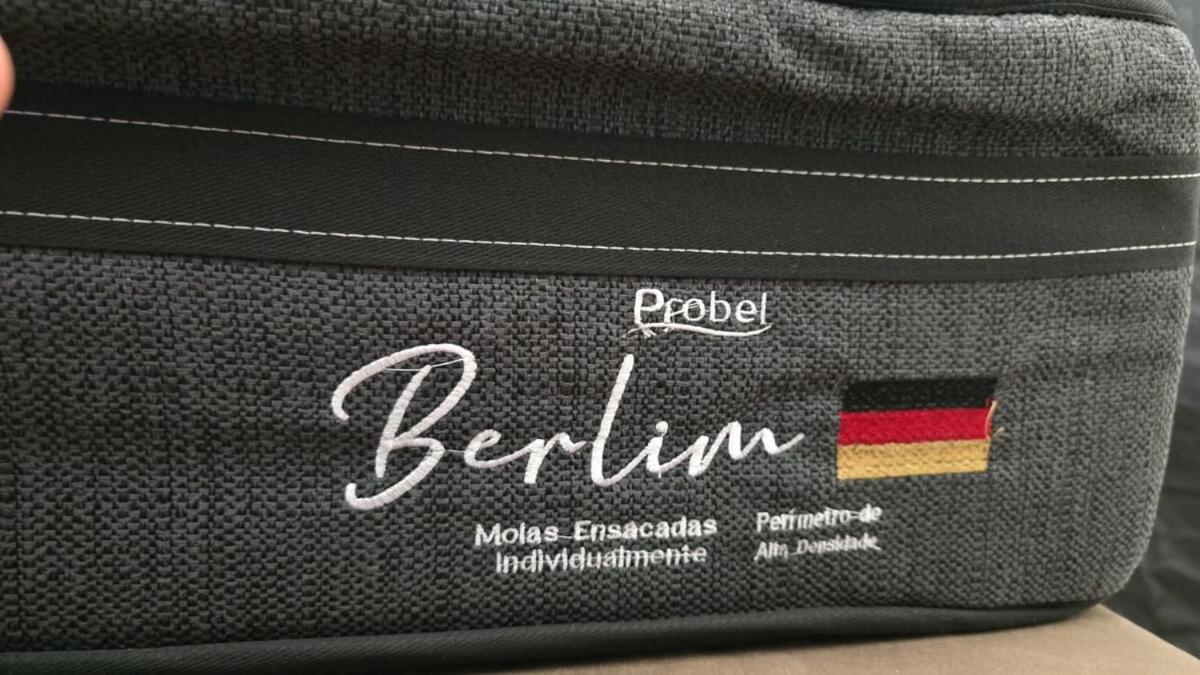 Probel
Berlim
Molas Ensacadas
Individualmente
Perímetro de
Alta Densidade